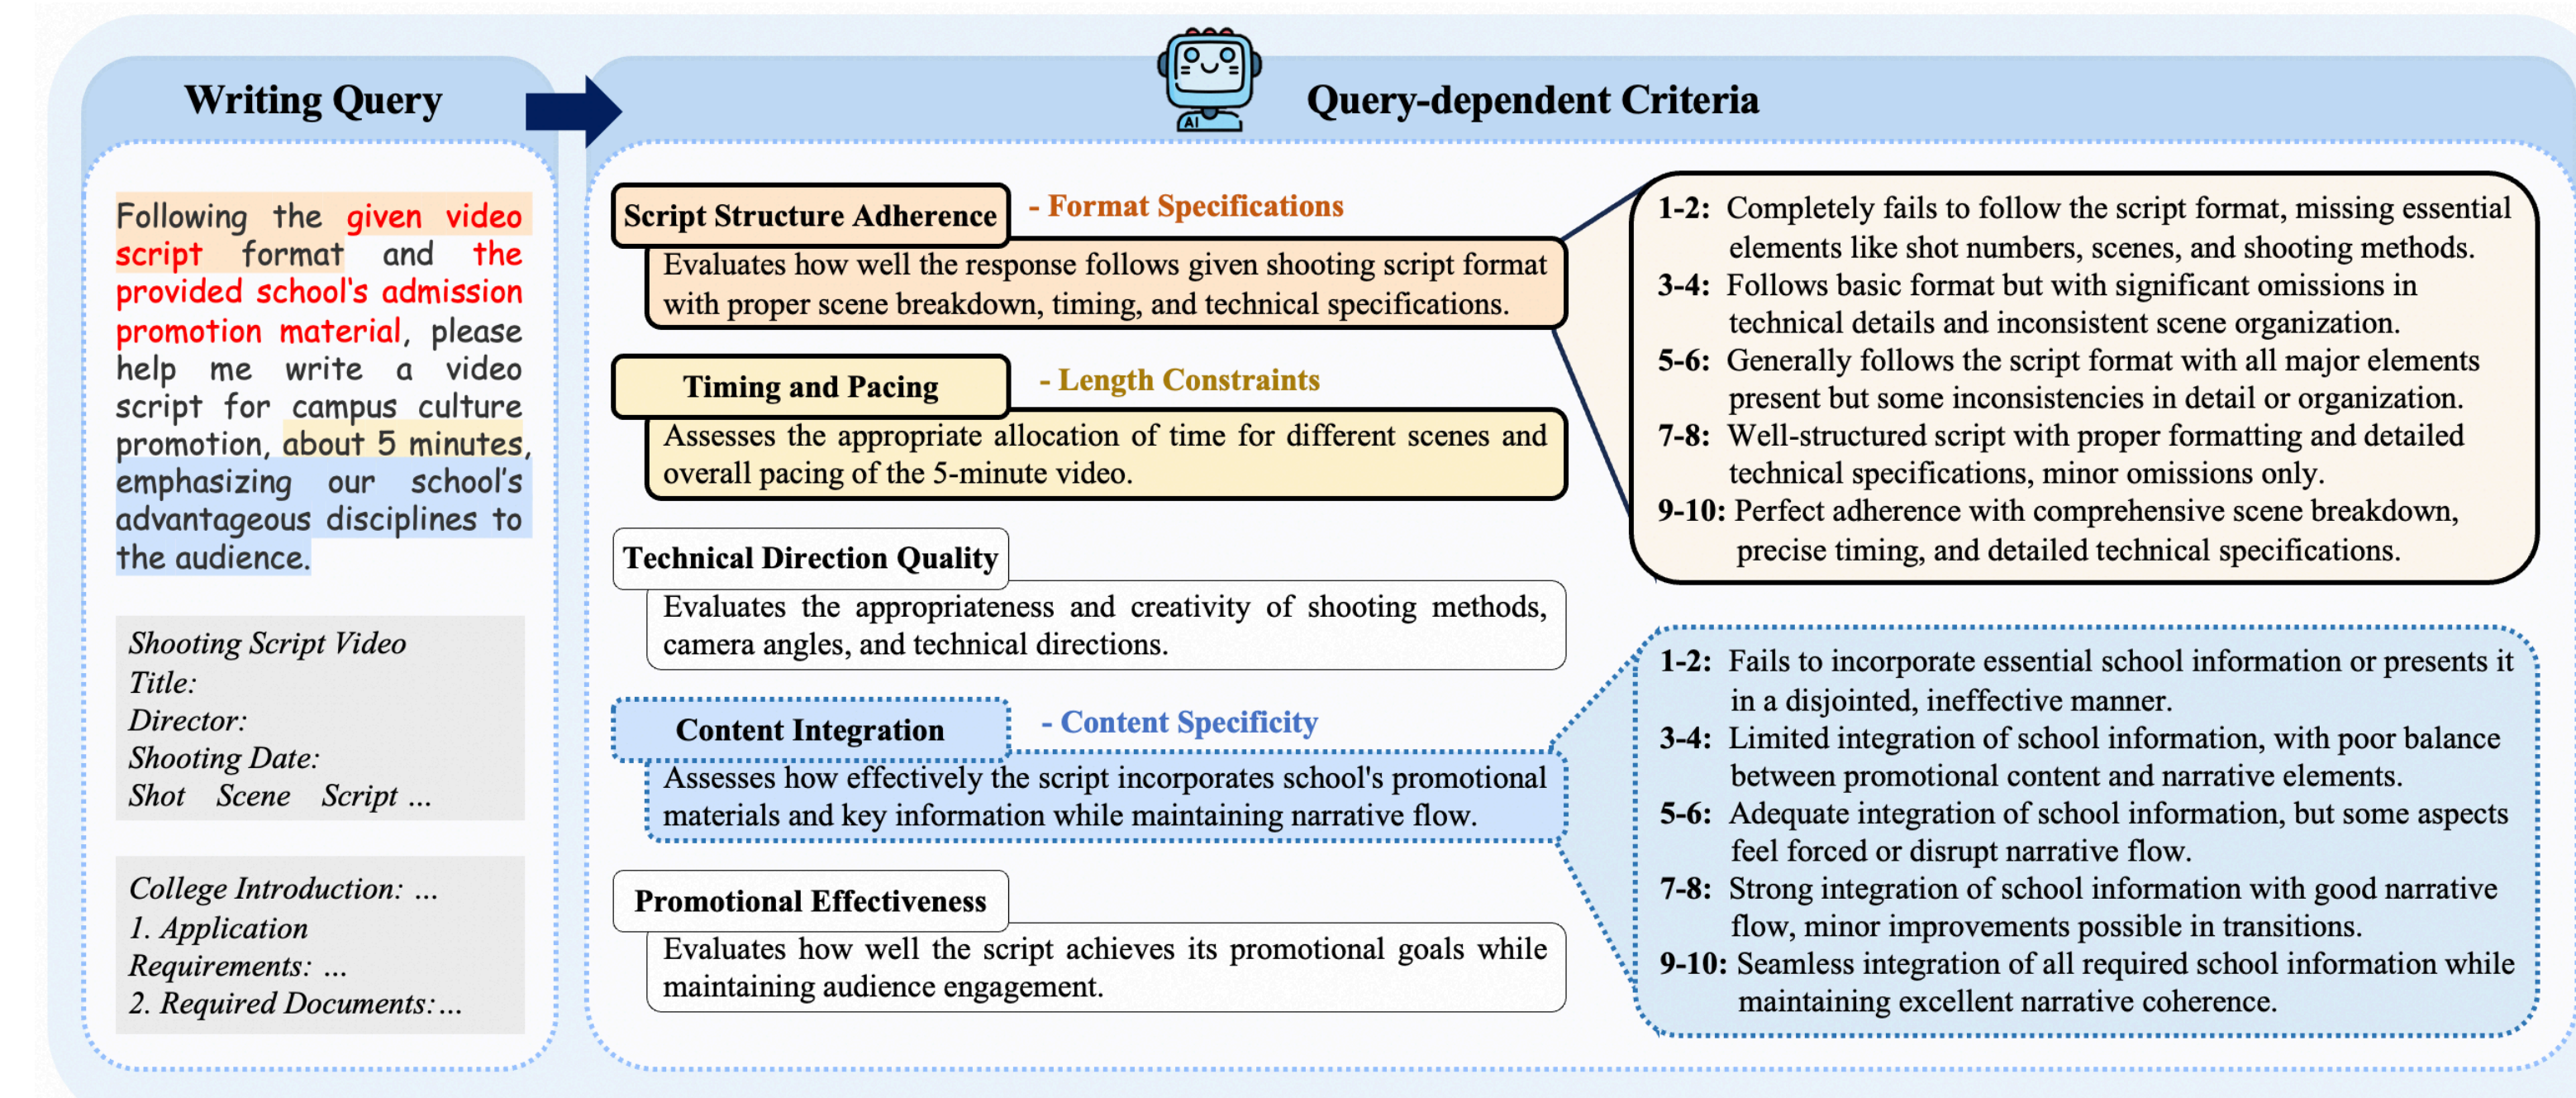 Writing Query
Following the given video
script format and the
provided school's admission
promotion material, please
help me write a video
script for campus culture
promotion, about 5 minutes,
emphasizing our school's
advantageous disciplines to
the audience.
Shooting Script Video
Title:
Director:
Shooting Date:
Shot Scene Script ...
College Introduction: ...
1. Application
Requirements: ...
2. Required Documents:...
AI
Query-dependent Criteria
Script Structure Adherence
- Format Specifications
Evaluates how well the response follows given shooting script format
with proper scene breakdown, timing, and technical specifications.
Timing and Pacing
- Length Constraints
Assesses the appropriate allocation of time for different scenes and
overall pacing of the 5-minute video.
Technical Direction Quality
Evaluates the appropriateness and creativity of shooting methods,
camera angles, and technical directions.
Content Integration
- Content Specificity
Assesses how effectively the script incorporates school's promotional
materials and key information while maintaining narrative flow.
Promotional Effectiveness
Evaluates how well the script achieves its promotional goals while
maintaining audience engagement.
1-2: Completely fails to follow the script format, missing essential
elements like shot numbers, scenes, and shooting methods.
3-4: Follows basic format but with significant omissions in
technical details and inconsistent scene organization.
5-6: Generally follows the script format with all major elements
present but some inconsistencies in detail or organization.
7-8: Well-structured script with proper formatting and detailed
technical specifications, minor omissions only.
9-10: Perfect adherence with comprehensive scene breakdown,
precise timing, and detailed technical specifications.
1-2: Fails to incorporate essential school information or presents it
in a disjointed, ineffective manner.
3-4: Limited integration of school information, with poor balance
between promotional content and narrative elements.
5-6: Adequate integration of school information, but some aspects
feel forced or disrupt narrative flow.
7-8: Strong integration of school information with good narrative
flow, minor improvements possible in transitions.
9-10: Seamless integration of all required school information while
maintaining excellent narrative coherence.